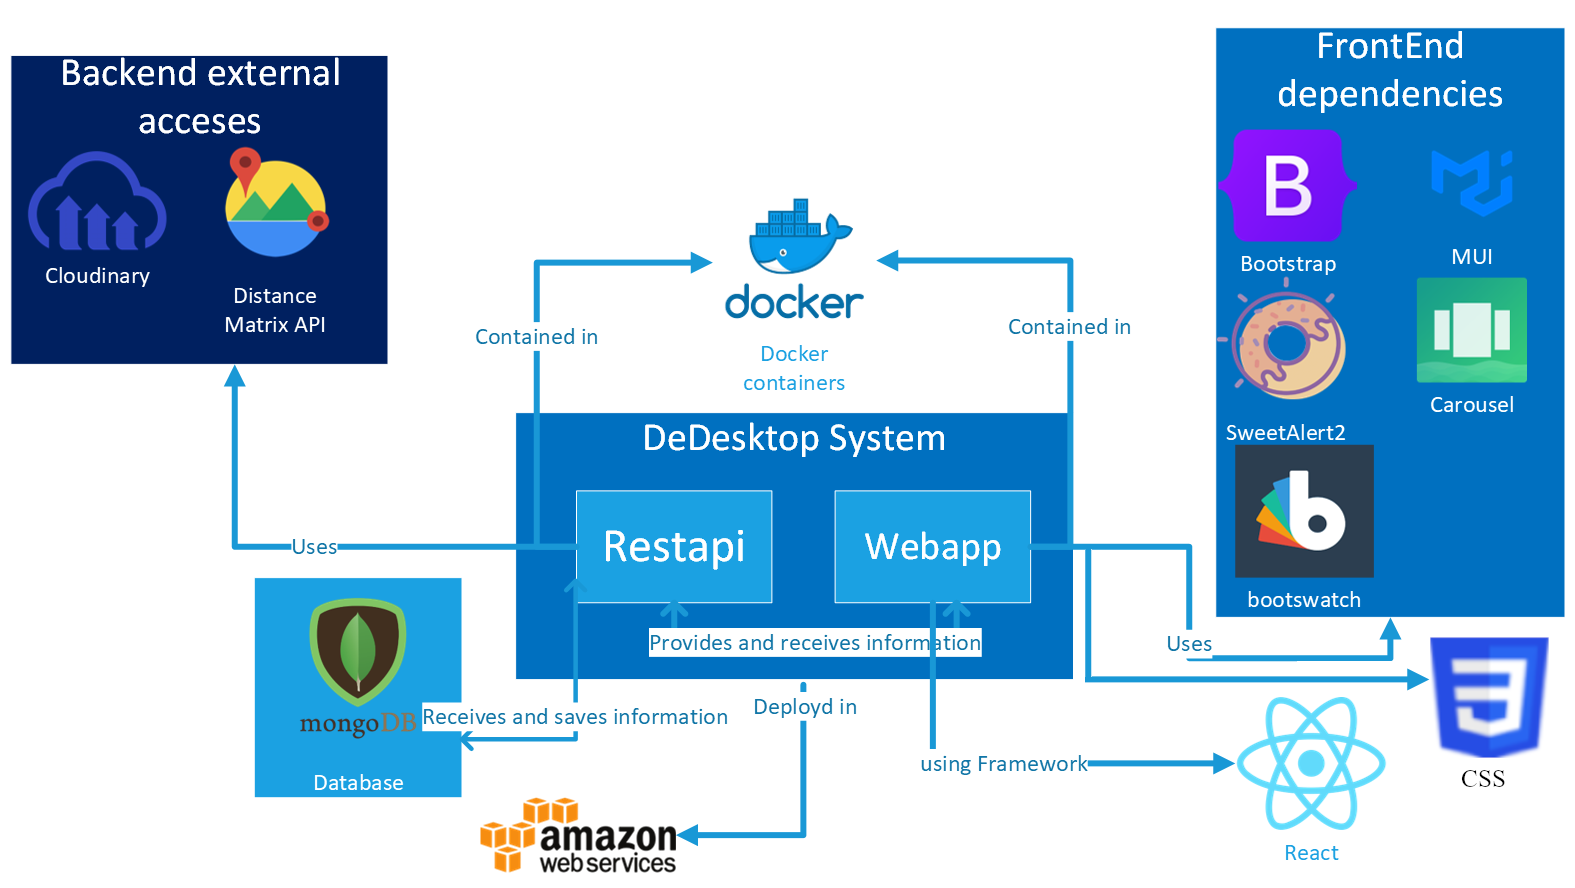 Backend external
acceses
Cloudinary
Distance
Matrix API
docker
Docker
containers
Contained in
Contained in
FrontEnd
dependencies
B
Bootstrap
MUI
SweetAlert2
Carousel
b
bootswatch
DeDesktop System
Restapi
Webapp
Uses
Uses
Provides and receives information
mongoDB
Database
Receives and saves information
Deployd in
using Framework
amazon
web services
React
3
CSS